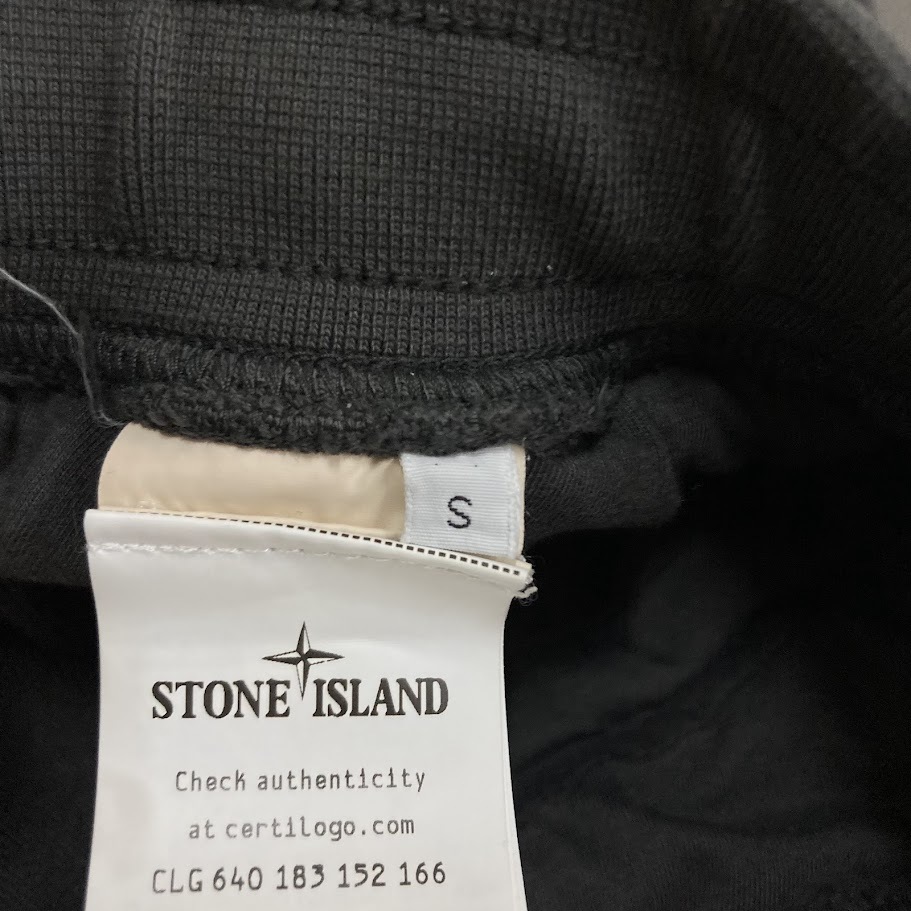 S
STONE ISLAND
Check authenticity
at certilogo.com
CLG 640 183 152 166